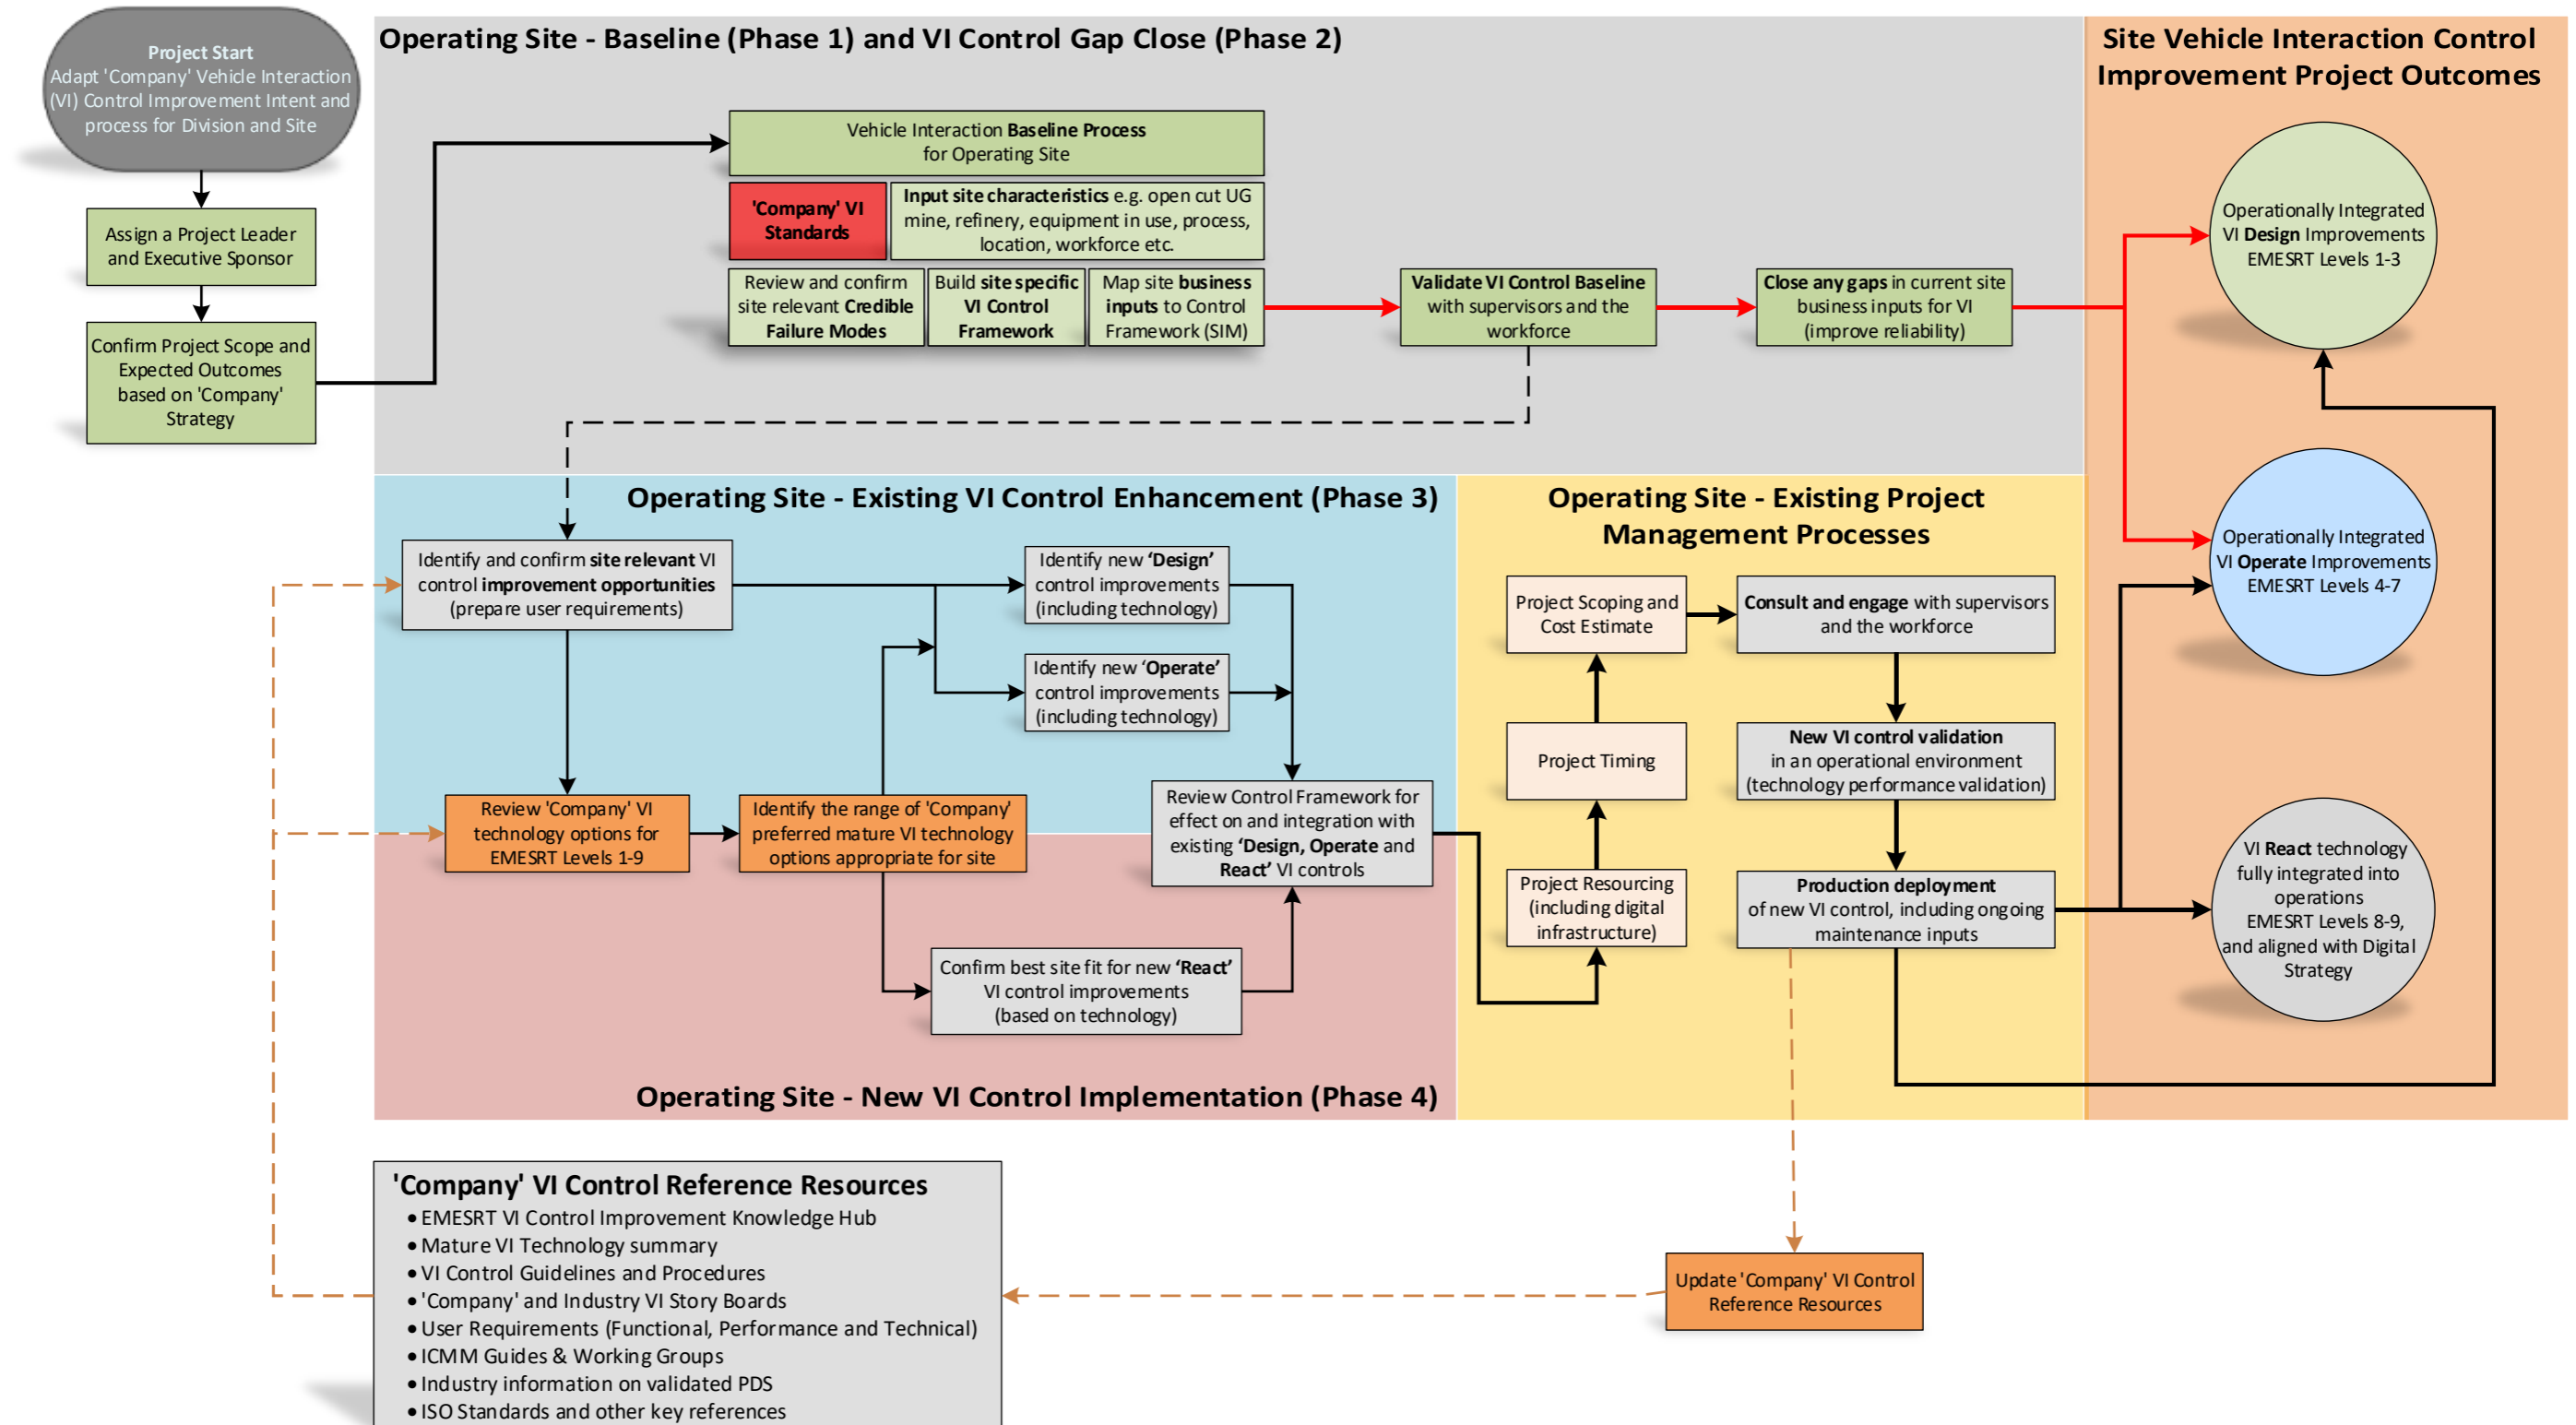 Project Start
Adapt 'Company' Vehicle Interaction
(VI) Control Improvement Intent and
process for Division and Site
Assign a Project Leader
and Executive Sponsor
Confirm Project Scope and
Expected Outcomes
based on 'Company'
Strategy
Operating Site - Baseline (Phase 1) and VI Control Gap Close (Phase 2)
Vehicle Interaction Baseline Process
for Operating Site
'Company' VI
Standards
Input site characteristics e.g. open cut UG
mine, refinery, equipment in use, process,
location, workforce etc.
Review and confirm
site relevant Credible
Failure Modes
Build site specific
VI Control
Framework
Map site business
inputs to Control
Framework (SIM)
Validate VI Control Baseline
with supervisors and the
workforce
Close any gaps in current site
business inputs for VI
(improve reliability)
Site Vehicle Interaction Control
Improvement Project Outcomes
Operationally Integrated
VI Design Improvements
EMESRT Levels 1-3
Operationally Integrated
VI Operate Improvements
EMESRT Levels 4-7
VI React technology
fully integrated into
operations
EMESRT Levels 8-9,
and aligned with Digital
Strategy
Operating Site - Existing VI Control Enhancement (Phase 3)
Identify and confirm site relevant VI
control improvement opportunities
(prepare user requirements)
Identify new ‘Design’
control improvements
(including technology)
Identify new ‘Operate’
control improvements
(including technology)
Review 'Company' VI
technology options for
EMESRT Levels 1-9
Identify the range of 'Company'
preferred mature VI technology
options appropriate for site
Review Control Framework for
effect on and integration with
existing ‘Design, Operate and
React’ VI controls
Confirm best site fit for new ‘React’
VI control improvements
(based on technology)
Operating Site - New VI Control Implementation (Phase 4)
Operating Site - Existing Project
Management Processes
Project Scoping and
Cost Estimate
Project Timing
Project Resourcing
(including digital
infrastructure)
Consult and engage with supervisors
and the workforce
New VI control validation
in an operational environment
(technology performance validation)
Production deployment
of new VI control, including ongoing
maintenance inputs
Update 'Company' VI Control
Reference Resources
'Company' VI Control Reference Resources
• EMESRT VI Control Improvement Knowledge Hub
• Mature VI Technology summary
• VI Control Guidelines and Procedures
• 'Company' and Industry VI Story Boards
• User Requirements (Functional, Performance and Technical)
• ICMM Guides & Working Groups
• Industry information on validated PDS
• ISO Standards and other key references